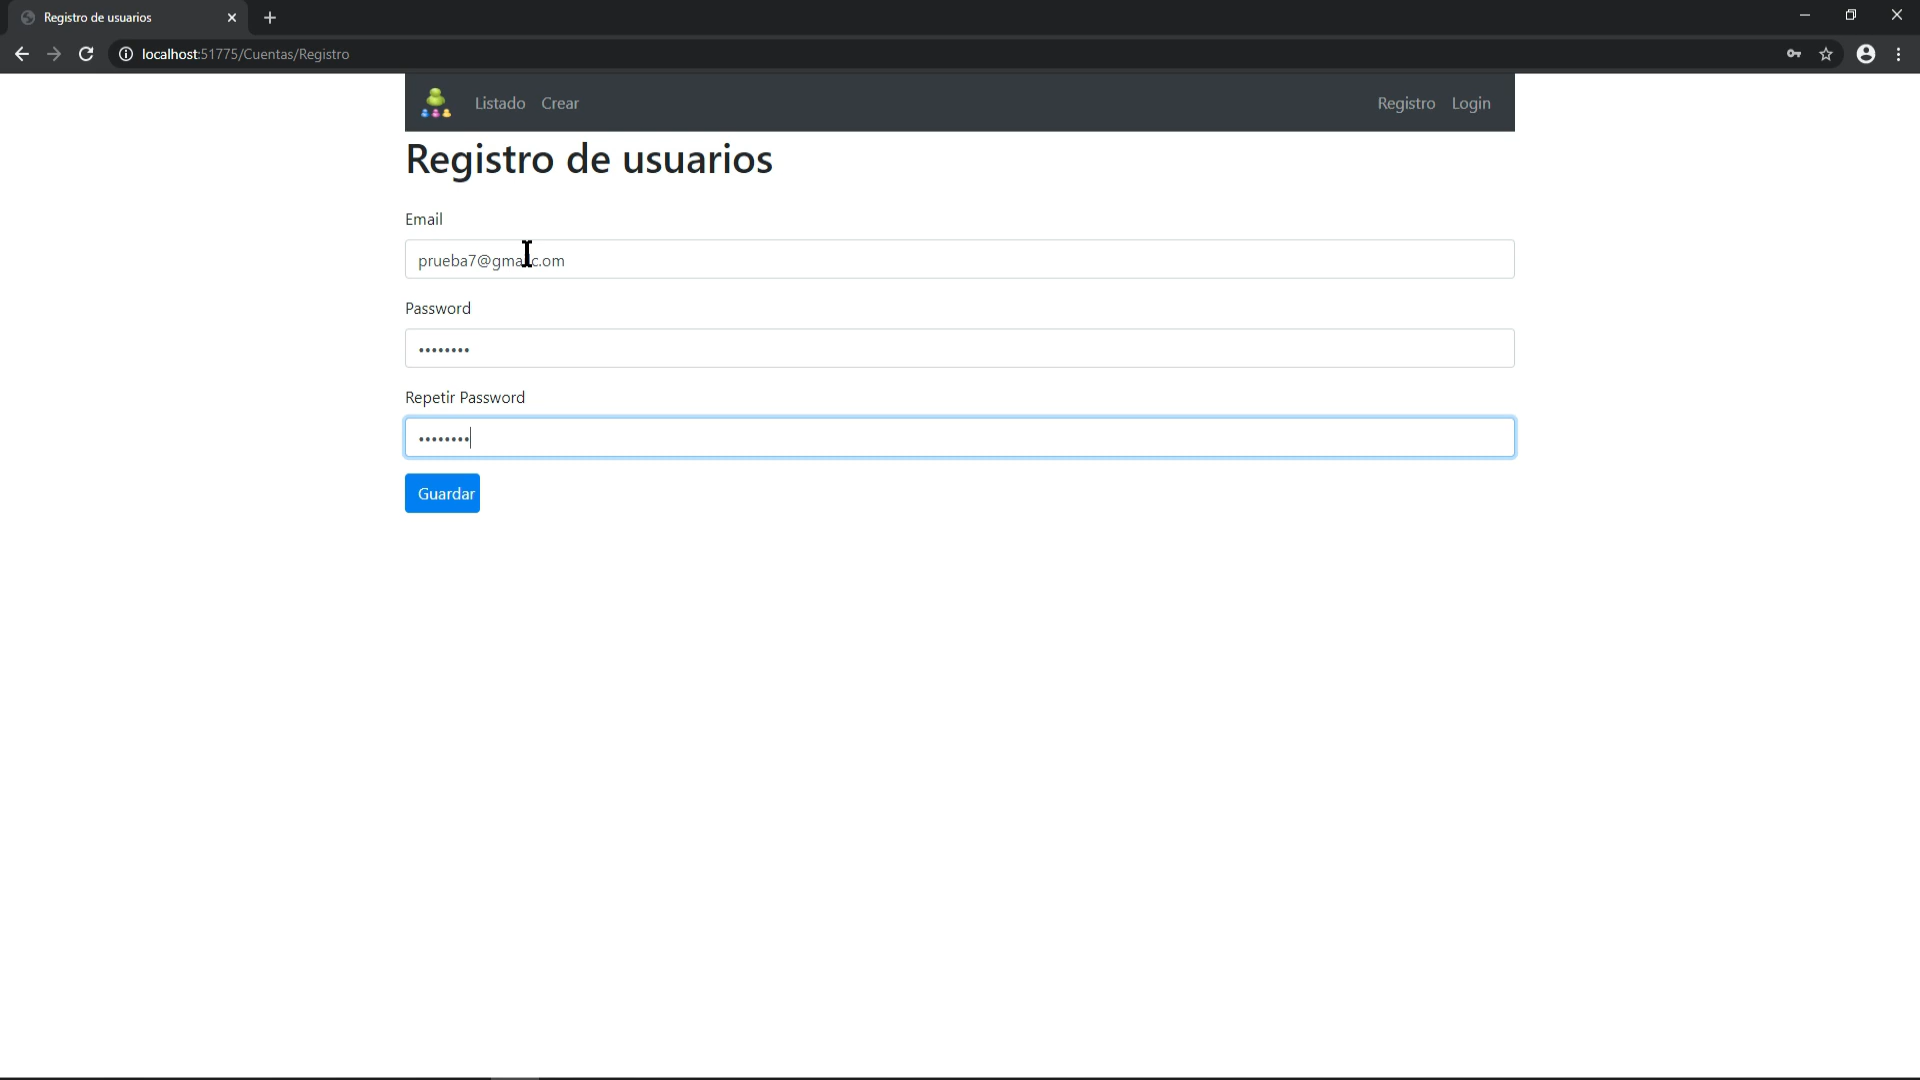 Registro de usuarios
localhost:51775/Cuentas/Registro
Listado Crear Registro Login
Registro de usuarios
Email
Password
••••••••
Repetir Password
••••••••
Guardar